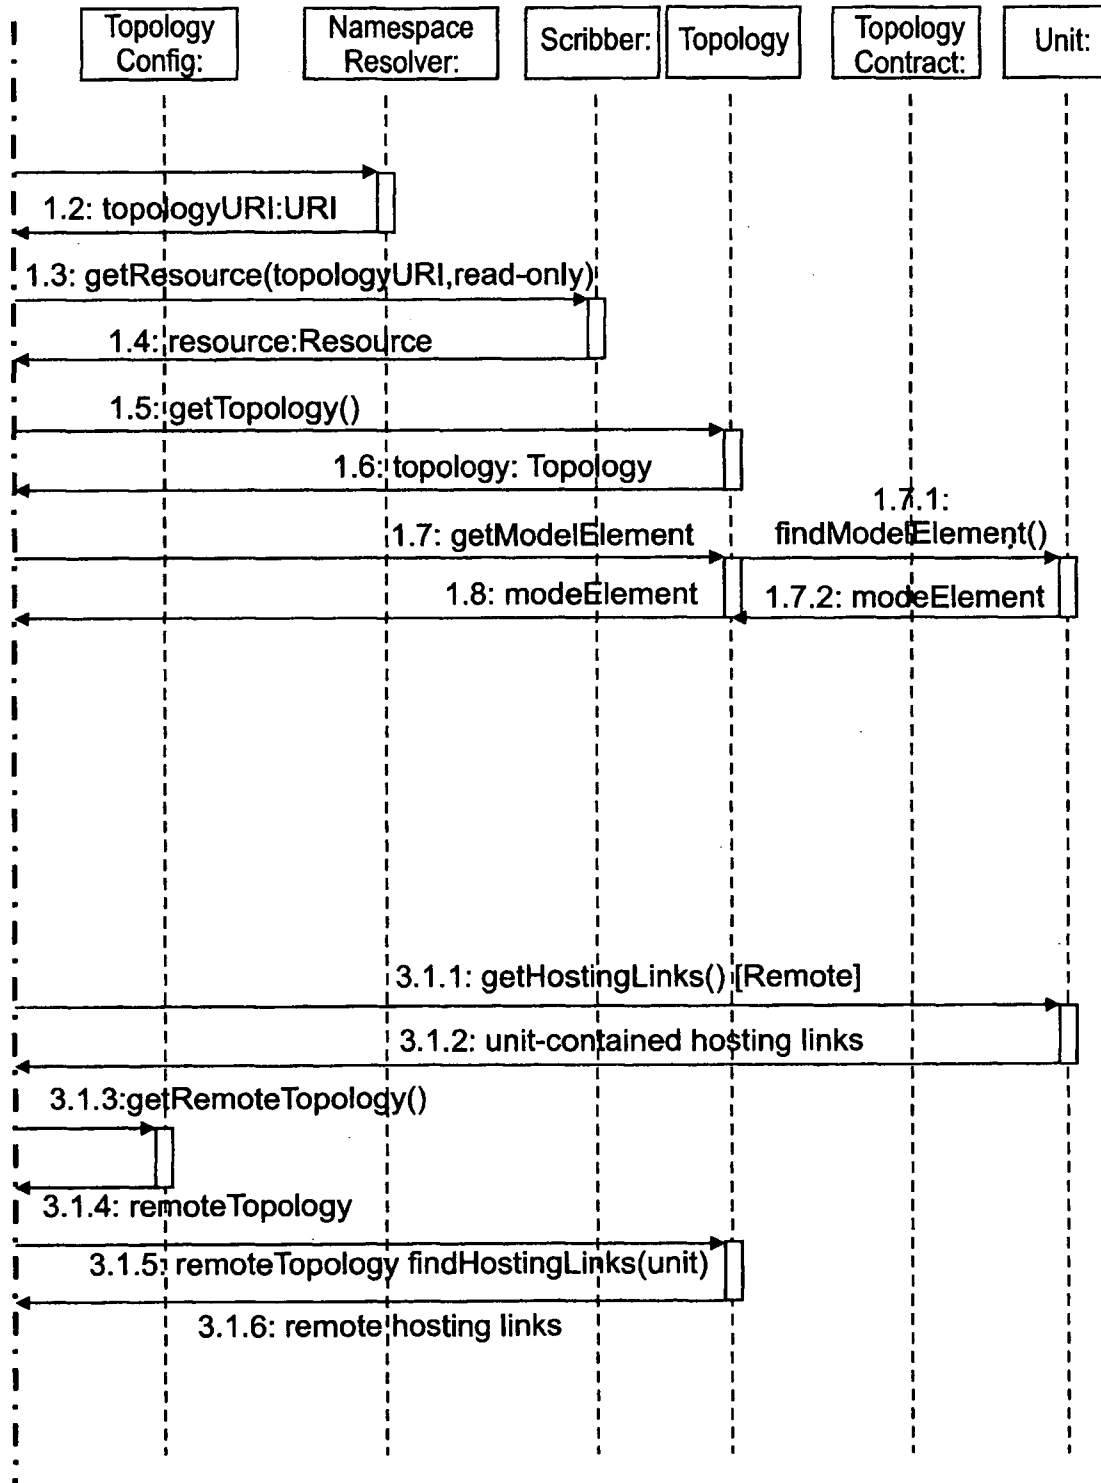 Topology
Config:
Namespace
Resolver:
Scribber:
Topology
Topology
Contract:
Unit:
1.2: topologyURI:URI
1.3: getResource(topologyURI,read-only)
1.4: resource:Resource
1.5: getTopology()
1.6: topology: Topology
1.7: getModelElement
1.7.1:
findModelElement()
1.8: modeElement
1.7.2: modeElement
3.1.1: getHostingLinks() [Remote]
3.1.2: unit-contained hosting links
3.1.3:getRemoteTopology()
3.1.4: remoteTopology
3.1.5: remoteTopology findHostingLinks(unit)
3.1.6: remote hosting links